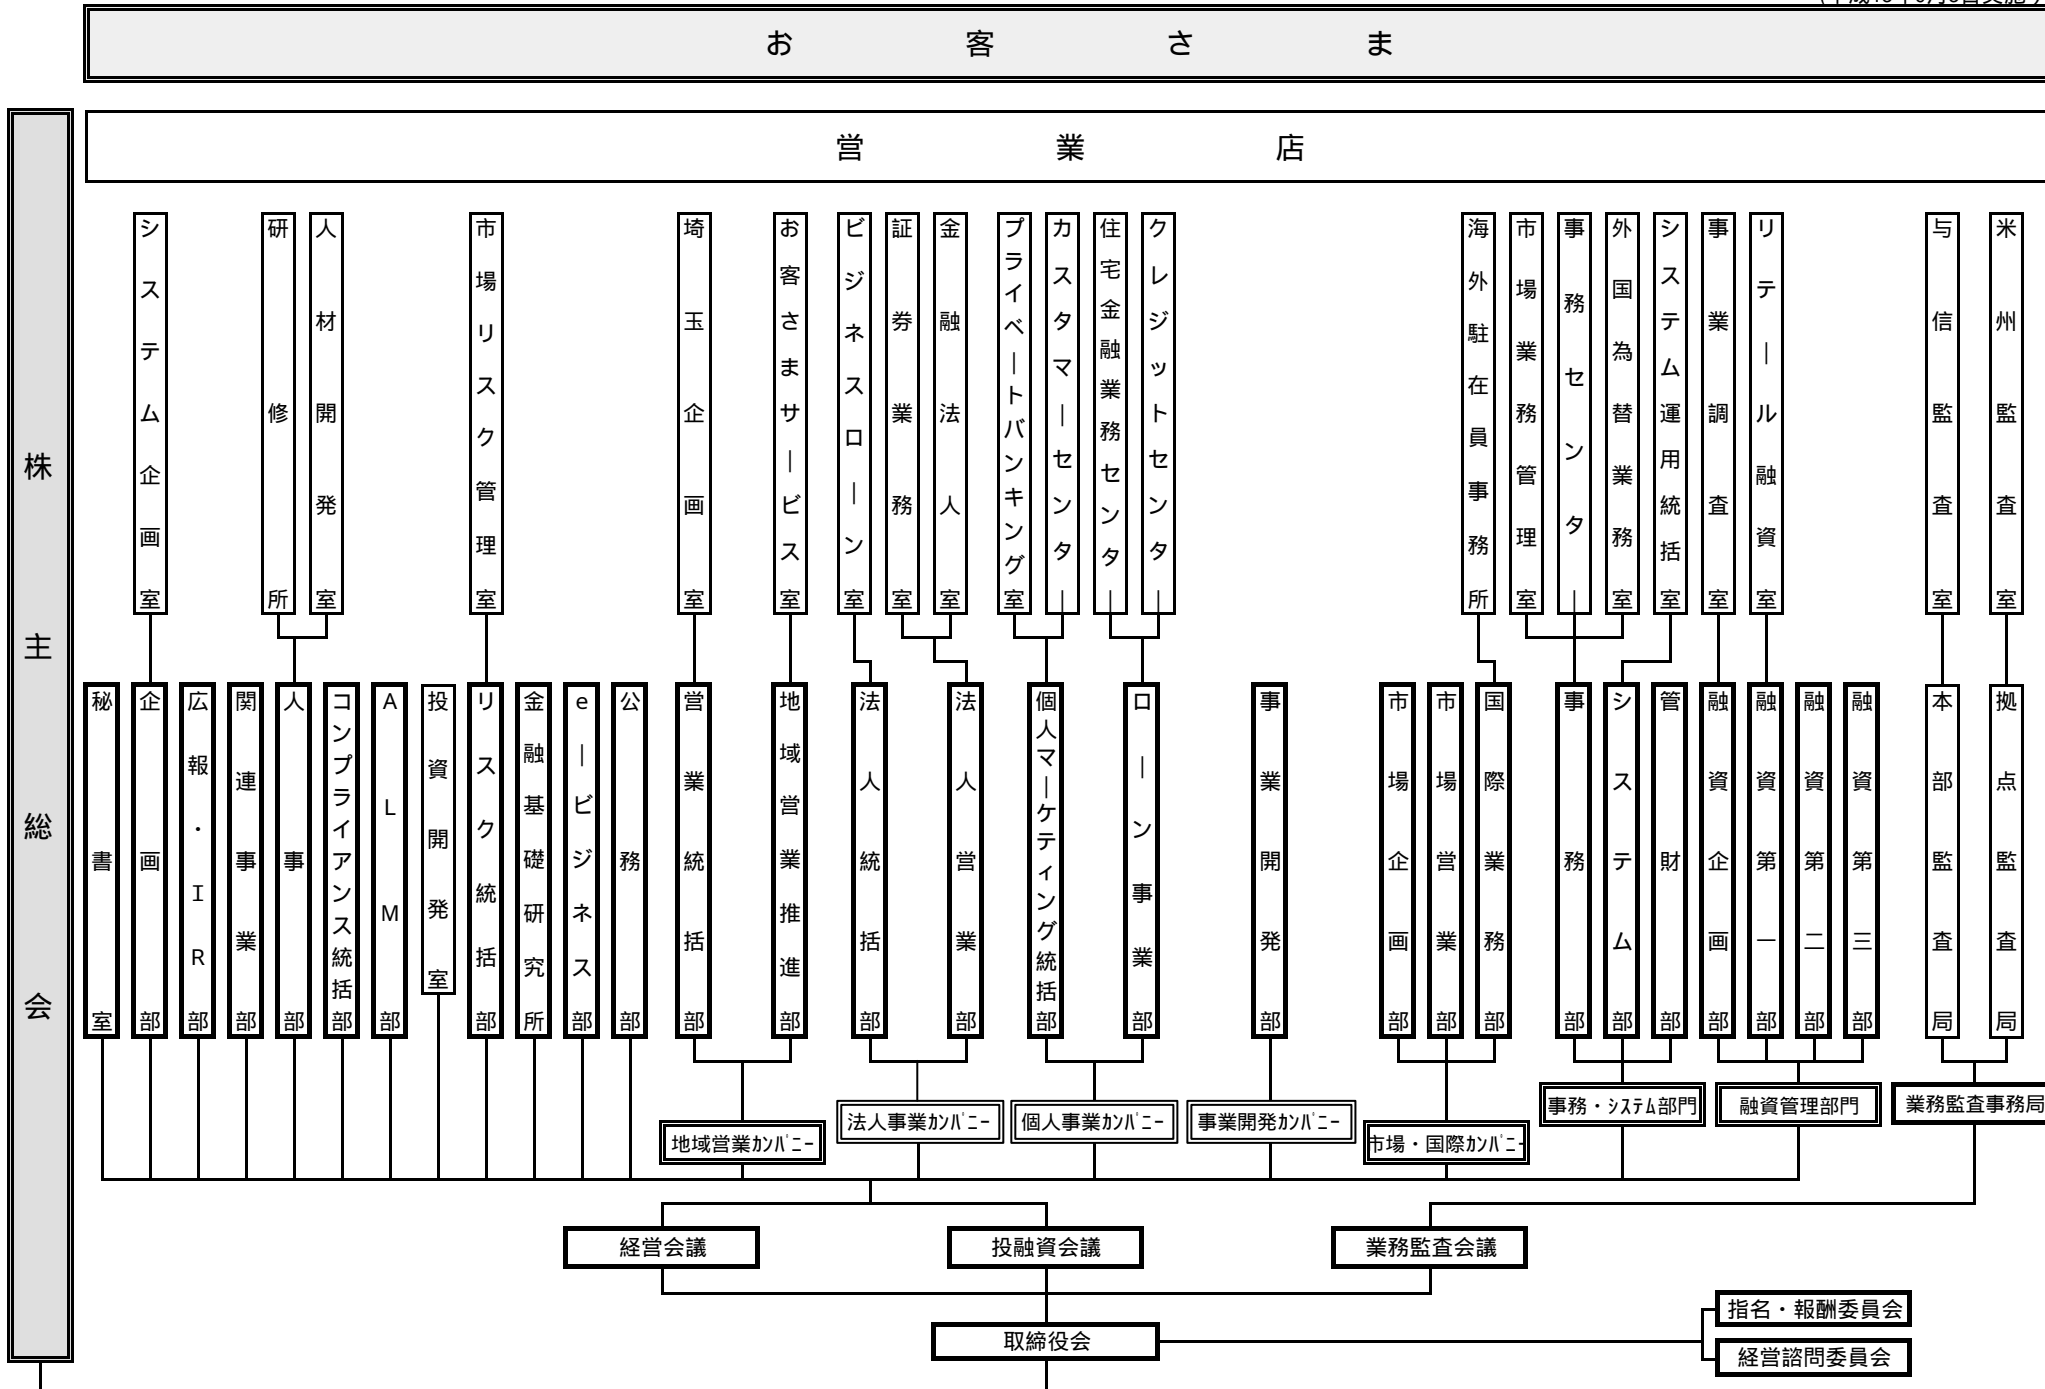 お客さま
営業店
株主総会
システム企画室
研修所
人材開発室
市場リスク管理室
埼玉企画室
お客さまサービス室
ビジネスローン室
証券業務室
金融法人室
プライベートバンキング室
カスタマーセンター
住宅金融業務センター
クレジットセンター
海外駐在員事務所
市場業務管理室
事務センター
外国為替業務室
システム運用統括室
事業調査室
リテール融資室
与信監査室
米州監査室
秘書室
企画部
広報・IR部
関連事業部
人事部
コンプライアンス統括部
ALM部
投資開発室
リスク統括部
金融基礎研究所
eービジネス部
公務部
営業統括部
地域営業推進部
法人統括部
法人営業部
個人マーケティング統括部
ローン事業部
事業開発部
市場企画部
市場営業部
国際業務部
事務部
システム部
管財部
融資企画部
融資第一部
融資第二部
融資第三部
本部監査局
拠点監査局
地域営業ｶﾝﾊﾟﾆｰ
法人事業ｶﾝﾊﾟﾆｰ
個人事業ｶﾝﾊﾟﾆｰ
事業開発ｶﾝﾊﾟﾆｰ
市場・国際ｶﾝﾊﾟﾆｰ
事務・ｼｽﾃﾑ部門
融資管理部門
業務監査事務局
経営会議
投融資会議
業務監査会議
取締役会
指名・報酬委員会
経営諮問委員会